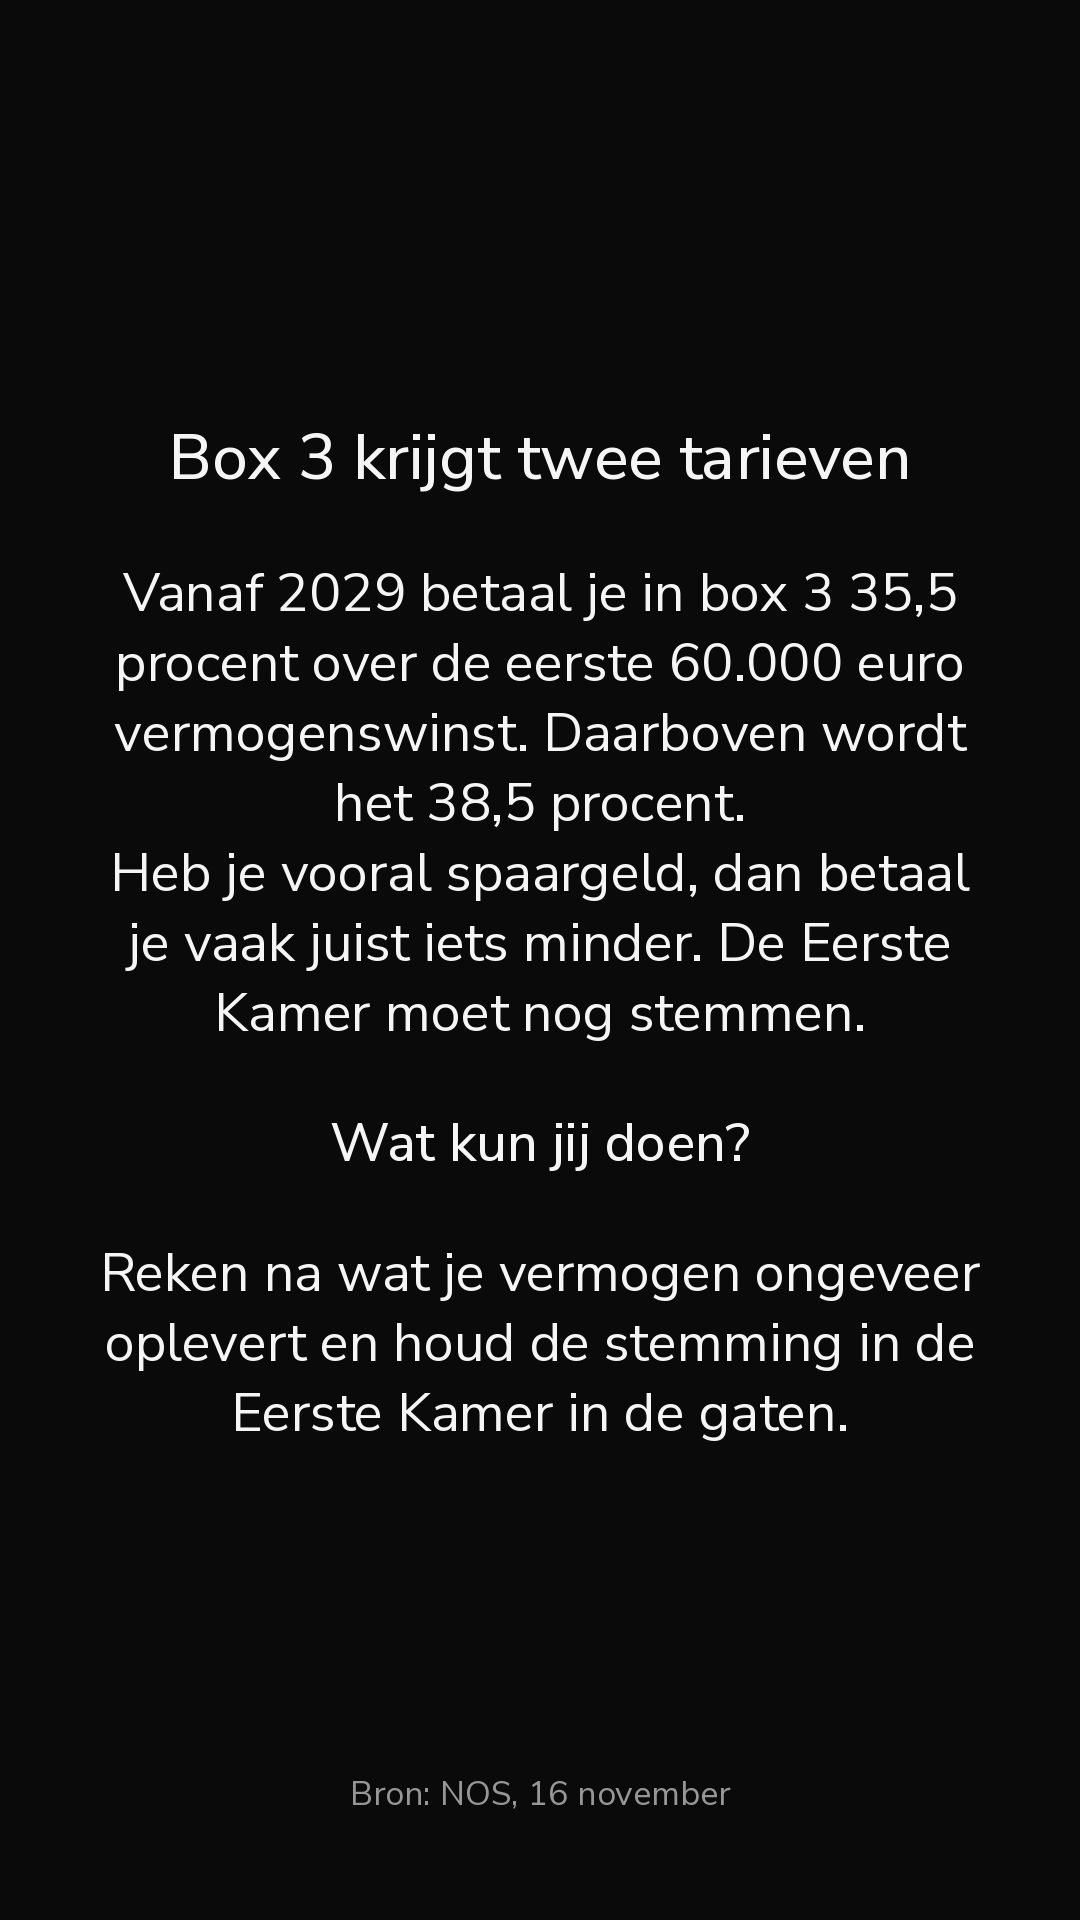 Box 3 krijgt twee tarieven
Vanaf 2029 betaal je in box 3 35,5
procent over de eerste 60.000 euro
vermogenswinst. Daarboven wordt
het 38,5 procent.
Heb je vooral spaargeld, dan betaal
je vaak juist iets minder. De Eerste
Kamer moet nog stemmen.
Wat kun jij doen?
Reken na wat je vermogen ongeveer
oplevert en houd de stemming in de
Eerste Kamer in de gaten.
Bron: NOS, 16 november